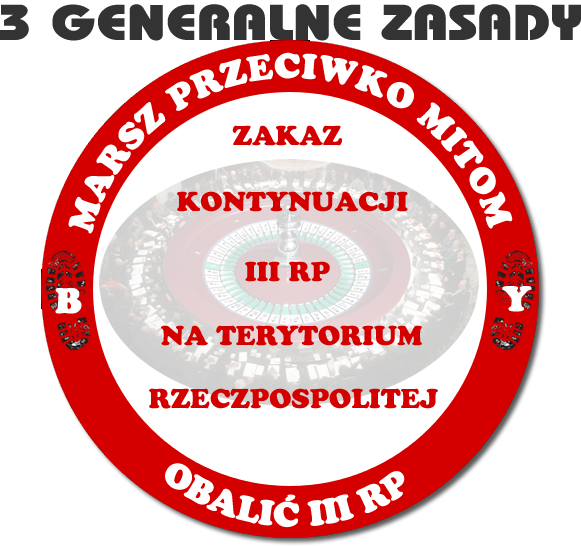 3 GENERALNE ZASADY
MARSZ PRZECIWKO MITOM
ZAKAZ
KONTYNUACJI
III RP
NA TERYTORIUM
RZECZPOSPOLITEJ
B Y
OBALIĆ III RP